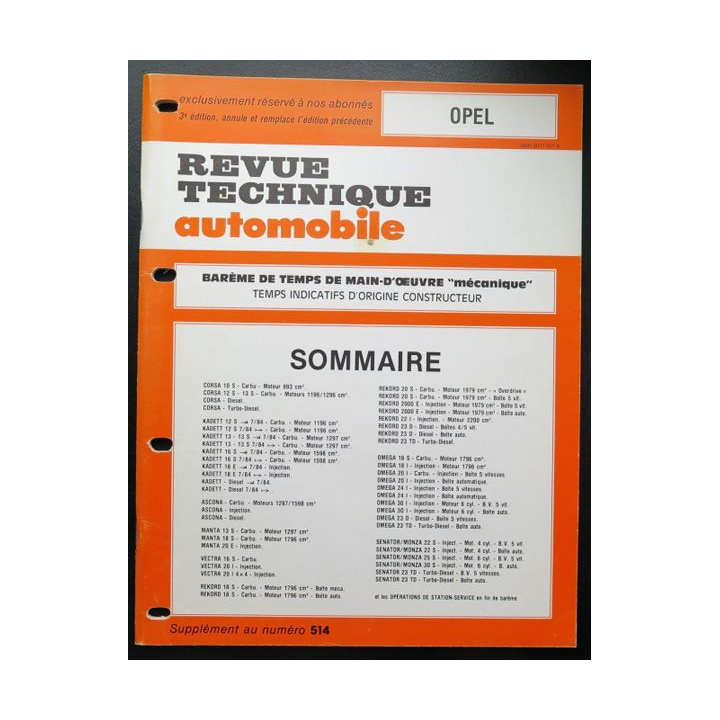 exclusivement réservé à nos abonnés
3e édition, annule et remplace l'édition précédente
OPEL
REVUE
TECHNIQUE
automobile
BARÈME DE TEMPS DE MAIN-D'ŒUVRE "mécanique"
TEMPS INDICATIFS D'ORIGINE CONSTRUCTEUR
SOMMAIRE
CORSA 10 S - Carbu - Moteur 993 cm³.
CORSA 12 S - 13 S - Carbu. - Moteurs 1196/1296 cm³.
CORSA - Diesel.
CORSA - Turbo-Diesel.
KADETT 12 S → 7/84 - Carbu. - Moteur 1196 cm³.
KADETT 12 S 7/84 → - Carbu. - Moteur 1196 cm³.
KADETT 13 - 13 S → 7/84 - Carbu. - Moteur 1297 cm³.
KADETT 13 - 13 S 7/84 → - Carbu. - Moteur 1297 cm³.
KADETT 16 S → 7/84 - Carbu. - Moteur 1598 cm³.
KADETT 16 S 7/84 → - Carbu. - Moteur 1598 cm³.
KADETT 18 E → 7/84 - Injection.
KADETT 18 E 7/84 → - Injection.
KADETT - Diesel → 7/84.
KADETT - Diesel 7/84 → .
ASCONA - Carbu. - Moteurs 1297/1598 cm³
ASCONA - Injection.
ASCONA - Diesel.
MANTA 13 S - Carbu. - Moteur 1297 cm³.
MANTA 18 S - Carbu. - Moteur 1796 cm³.
MANTA 20 E - Injection.
VECTRA 16 S - Carbu.
VECTRA 20 I - Injection.
VECTRA 20 I 4×4 - Injection.
REKORD 18 S - Carbu. - Moteur 1796 cm³ - Boîte méca.
REKORD 18 S - Carbu. - Moteur 1796 cm³ - Boîte auto.
REKORD 20 S - Carbu. - Moteur 1979 cm³ - « Overdrive »
REKORD 20 S - Carbu. - Moteur 1979 cm³ - Boîte 5 vit.
REKORD 2000 E - Injection - Moteur 1979 cm³ - Boîte 5 vit.
REKORD 2000 E - Injection - Moteur 1979 cm³ - Boîte auto.
REKORD 22 I - Injection. - Moteur 2200 cm³.
REKORD 23 D - Diesel - Boîtes 4/5 vit.
REKORD 23 D - Diesel - Boîte auto.
REKORD 23 TD - Turbo-Diesel.
OMEGA 18 S - Carbu. - Moteur 1796 cm³.
OMEGA 18 I - Injection - Moteur 1796 cm³.
OMEGA 20 I - Carbu - Injection - Boîte 5 vitesses.
OMEGA 20 I - Injection - Boîte automatique.
OMEGA 24 I - Injection - Boîte 5 vitesses.
OMEGA 24 I - Injection - Boîte automatique.
OMEGA 30 I - Injection - Moteur 6 cyl. - B.V. 5 vit.
OMEGA 30 I - Injection - Moteur 6 cyl. - Boîte auto.
OMEGA 23 D - Diesel - Boîte 5 vitesses.
OMEGA 23 TD - Turbo-Diesel - Boîte auto.
SENATOR/MONZA 22 S - Inject. - Mot. 4 cyl. - B.V. 5 vit.
SENATOR/MONZA 22 S - Inject. - Mot. 4 cyl. - Boîte auto.
SENATOR/MONZA 25 S - Inject. - Mot. 6 cyl. - B.V. 5 vit.
SENATOR/MONZA 30 S - Inject. - Mot. 6 cyl. - B. auto.
SENATOR 23 TD - Turbo-Diesel - B.V. 5 vitesses.
SENATOR 23 TD - Turbo-Diesel - Boîte auto.
et les OPÉRATIONS DE STATION-SERVICE en fin de barème
Supplément au numéro 514